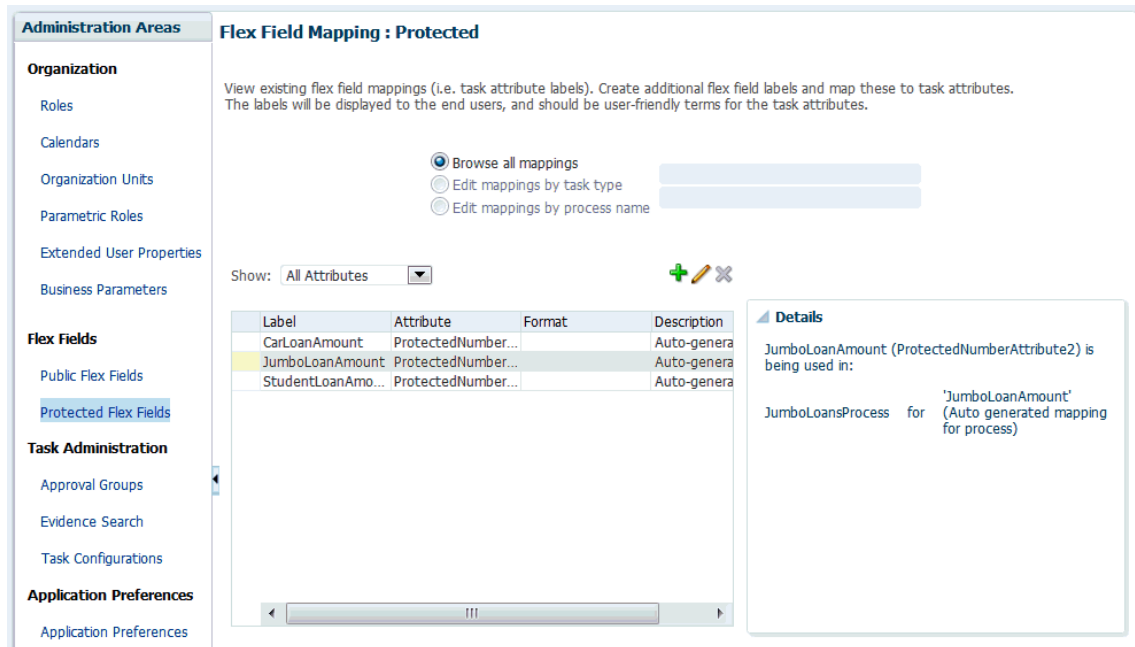 Administration Areas
Organization
Roles
Calendars
Organization Units
Parametric Roles
Extended User Properties
Business Parameters
Flex Fields
Public Flex Fields
Protected Flex Fields
Task Administration
Approval Groups
Evidence Search
Task Configurations
Application Preferences
Application Preferences
Flex Field Mapping : Protected
View existing flex field mappings (i.e. task attribute labels). Create additional flex field labels and map these to task attributes.
The labels will be displayed to the end users, and should be user-friendly terms for the task attributes.
Browse all mappings
Edit mappings by task type
Edit mappings by process name
Show: All Attributes
Label Attribute Format Description
CarLoanAmount ProtectedNumber... Auto-genera
JumboLoanAmount ProtectedNumber... Auto-genera
StudentLoanAmo... ProtectedNumber... Auto-genera
Details
JumboLoanAmount (ProtectedNumberAttribute2) is
being used in:
'JumboLoanAmount'
JumboLoansProcess for (Auto generated mapping
for process)